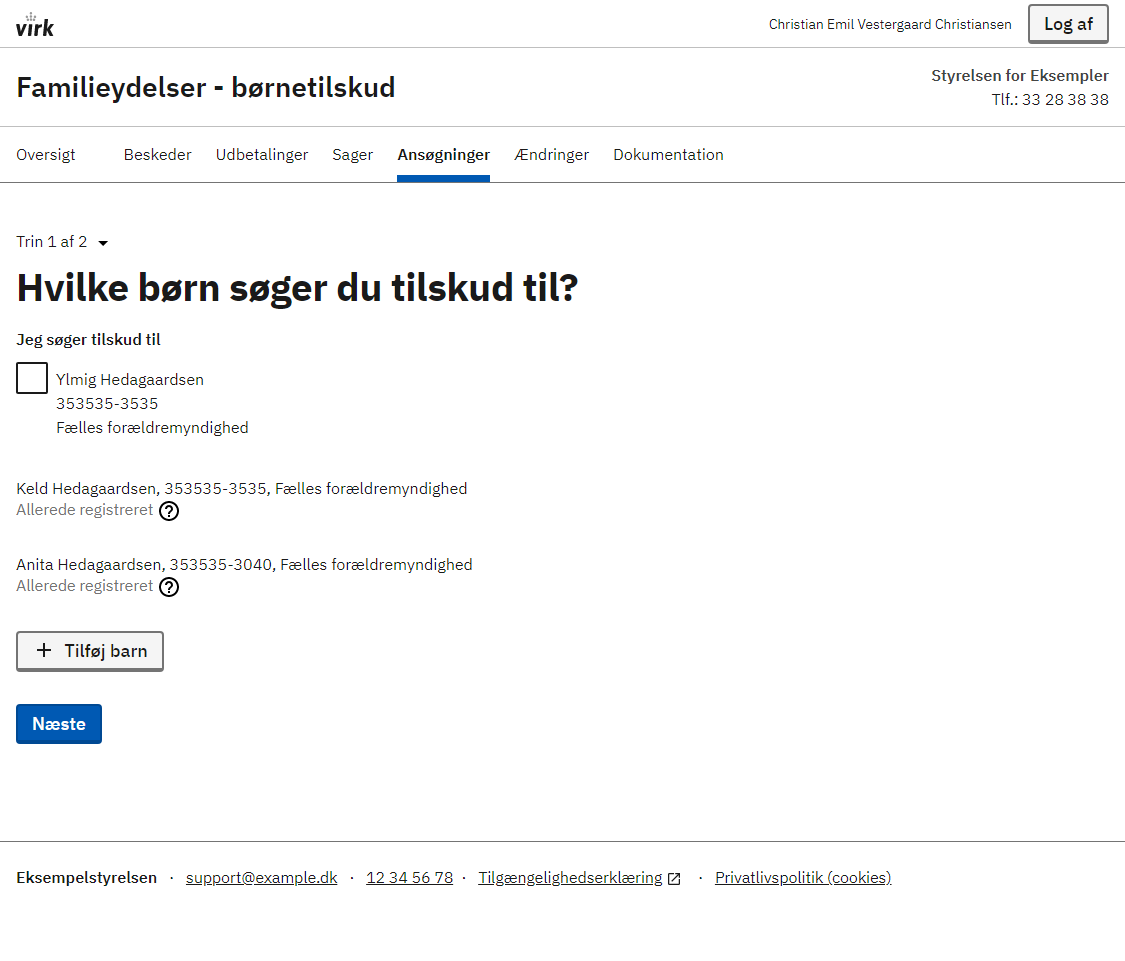 virk
Christian Emil Vestergaard Christiansen
Log af
Familieydelser - børnetilskud
Styrelsen for Eksempler
Tlf.: 33 28 38 38
Oversigt Beskeder Udbetalinger Sager Ansøgninger Ændringer Dokumentation
Trin 1 af 2
Hvilke børn søger du tilskud til?
Jeg søger tilskud til
Ylmig Hedagaardsen
353535-3535
Fælles forældremyndighed
Keld Hedagaardsen, 353535-3535, Fælles forældremyndighed
Allerede registreret ?
Anita Hedagaardsen, 353535-3040, Fælles forældremyndighed
Allerede registreret ?
+ Tilføj barn
Næste
Eksempelstyrelsen · support@example.dk · 12 34 56 78 · Tilgængelighedserklæring · Privatlivspolitik (cookies)